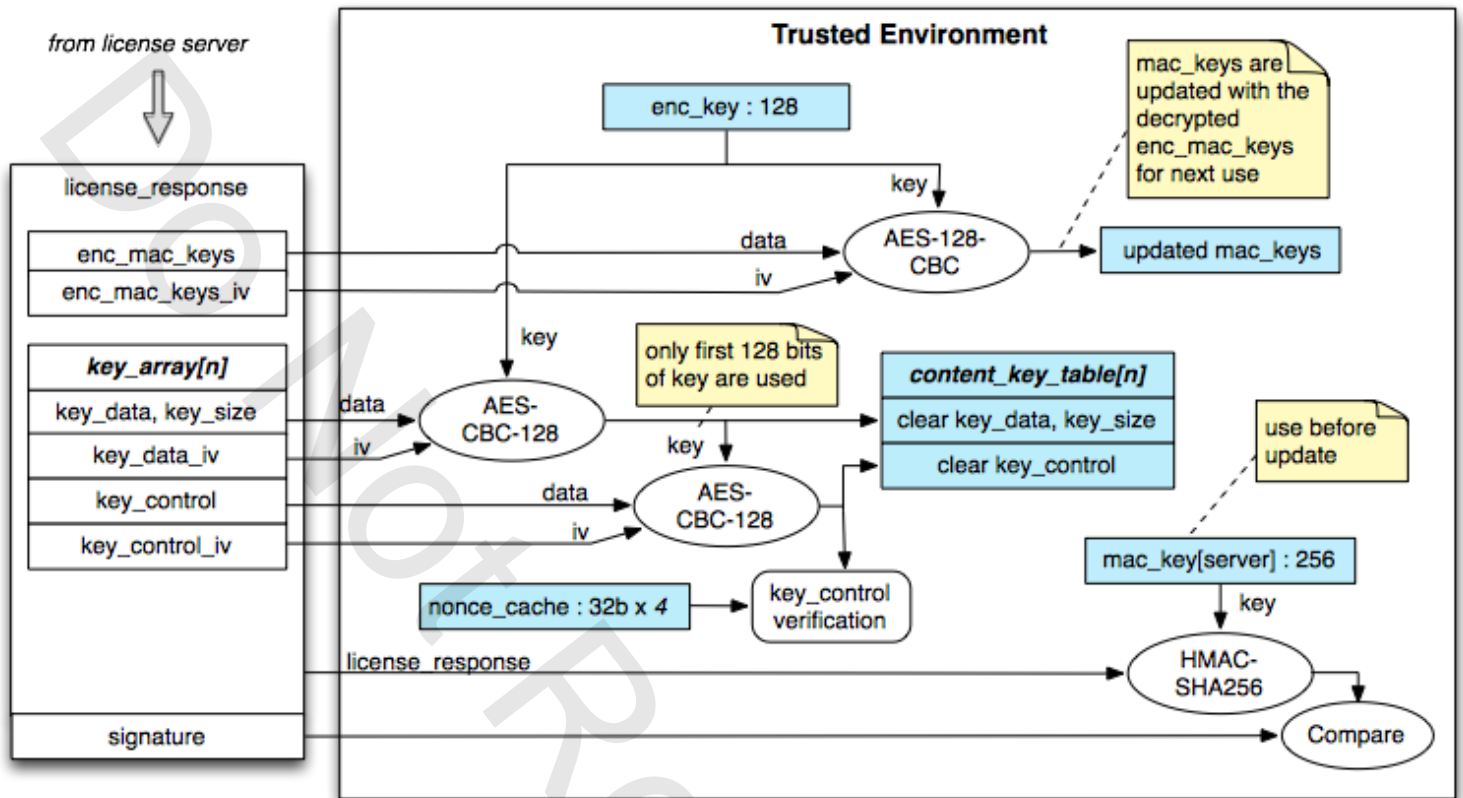 from license server
Trusted Environment
mac_keys are
updated with the
decrypted
enc_mac_keys
for next use
enc_key : 128
license_response
key
enc_mac_keys
data
AES-128-
CBC
updated mac_keys
enc_mac_keys_iv
iv
key
only first 128 bits
of key are used
key_array[n]
content_key_table[n]
key_data, key_size
data
AES-
CBC-128
clear key_data, key_size
use before
update
key_data_iv
iv
key
clear key_control
key_control
data
AES-
CBC-128
key_control_iv
iv
mac_key[server] : 256
nonce_cache : 32b x 4
key_control
verification
key
license_response
HMAC-
SHA256
signature
Compare
Do Not Re